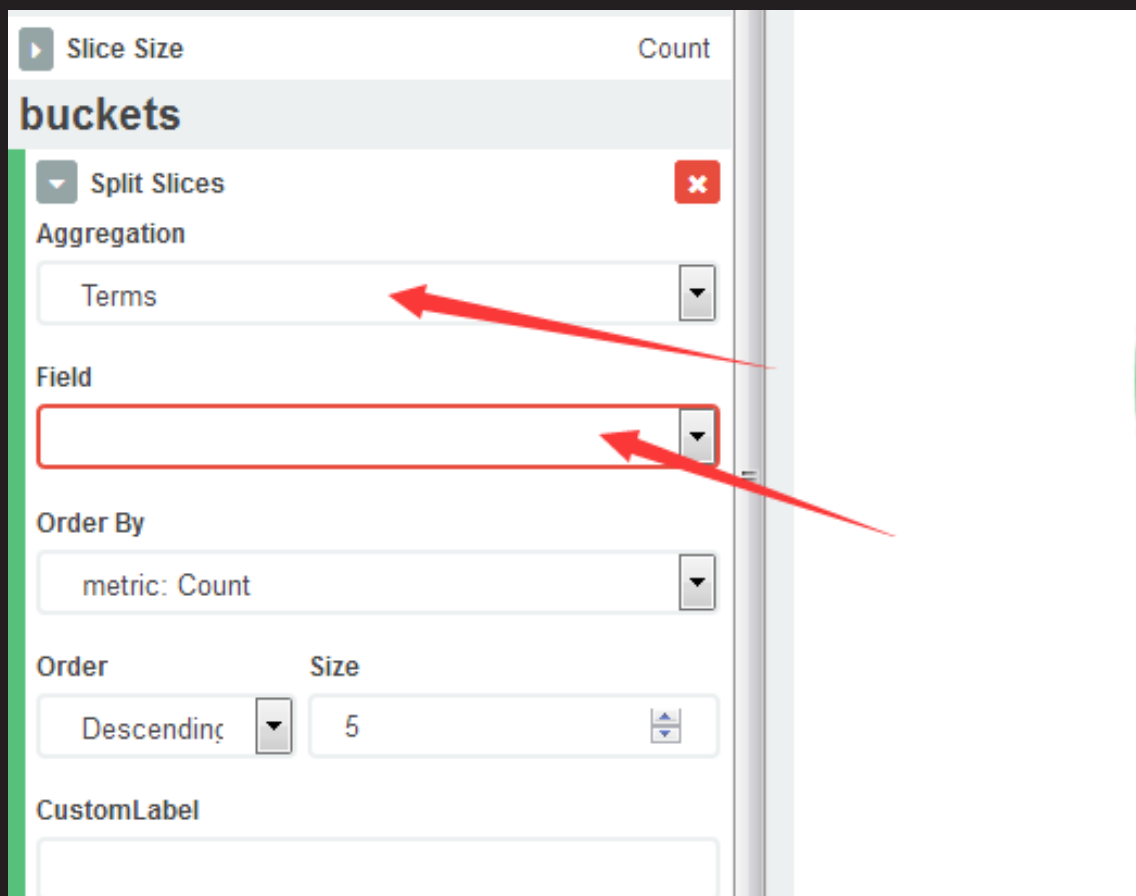 Slice Size Count
buckets
Split Slices
Aggregation
Terms
Field
Order By
metric: Count
Order Size
Descending 5
CustomLabel